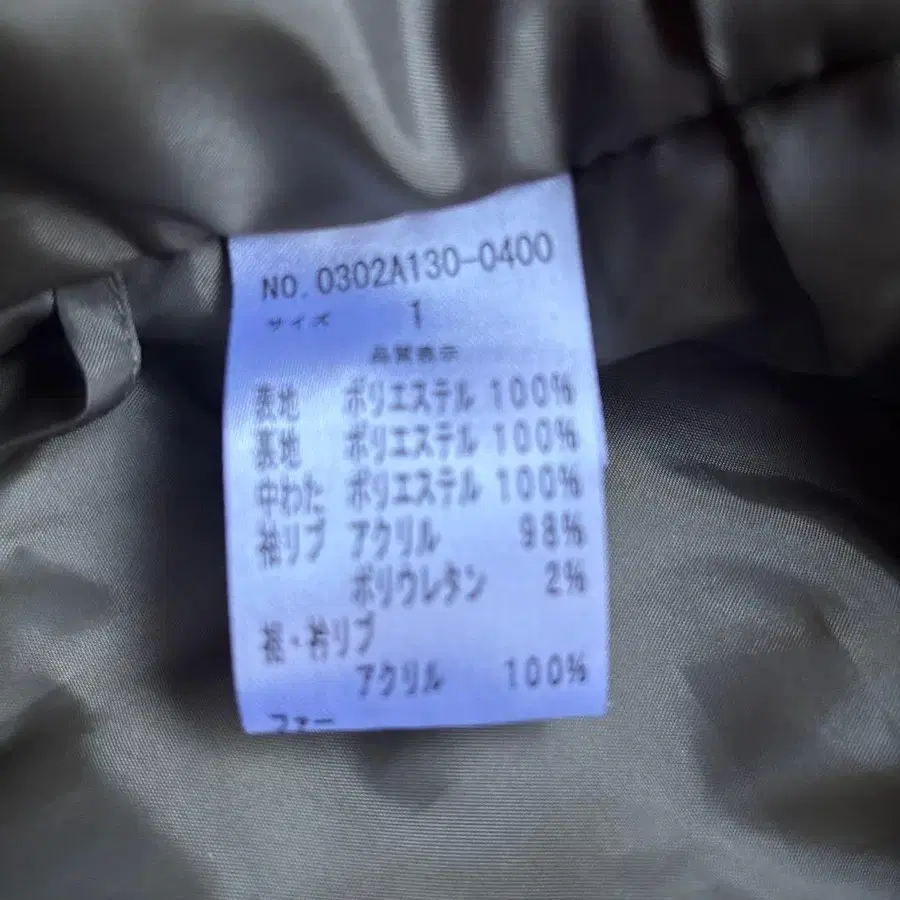 NO. 0302A130-0400
サイズ 1
品質表示
表地 ポリエステル 100%
裏地 ポリエステル 100%
中わた ポリエステル 100%
袖リブ アクリル 98%
ポリウレタン 2%
裾・衿リブ
アクリル 100%
ファー